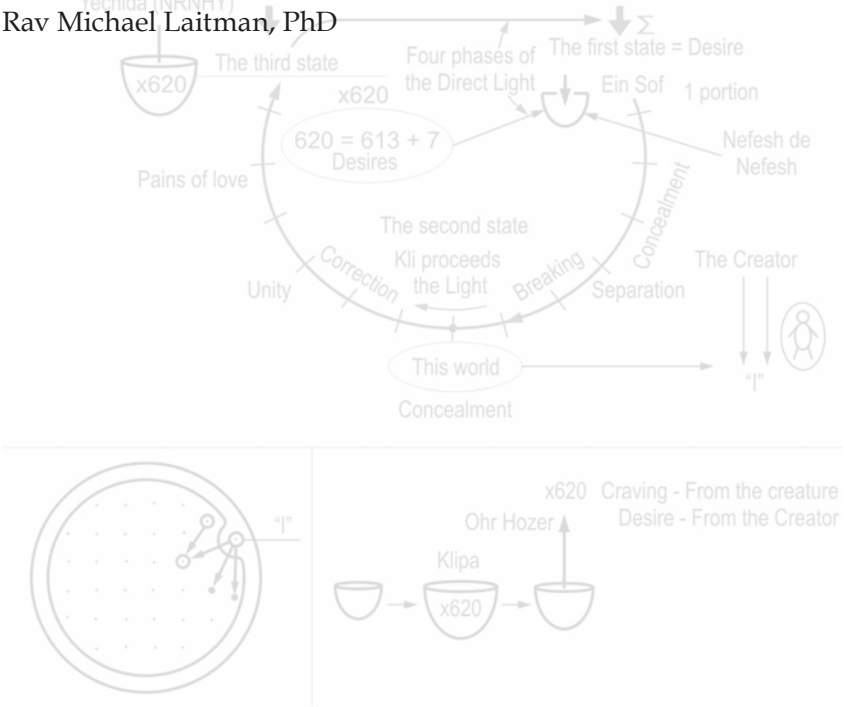 Yechida (NRNHY)
Rav Michael Laitman, PhD
Σ
The third state
Four phases of
the Direct Light
The first state = Desire
x620
x620
Ein Sof
1 portion
620 = 613 + 7
Desires
Nefesh de
Nefesh
Pains of love
Concealment
The second state
Correction
Kli proceeds
the Light
Breaking
The Creator
Unity
Separation
This world
"I"
Concealment
"I"
x620 Craving - From the creature
Ohr Hozer
Desire - From the Creator
Klipa
x620